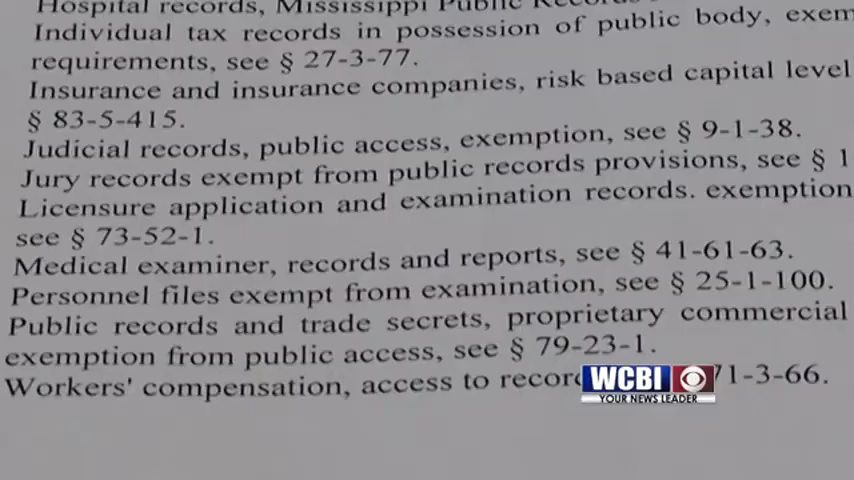 Hospital records, Mississippi Public Records
Individual tax records in possession of public body, exem
requirements, see § 27-3-77.
Insurance and insurance companies, risk based capital level
§ 83-5-415.
Judicial records, public access, exemption, see § 9-1-38.
Jury records exempt from public records provisions, see § 1
Licensure application and examination records. exemption
see § 73-52-1.
Medical examiner, records and reports, see § 41-61-63.
Personnel files exempt from examination, see § 25-1-100.
Public records and trade secrets, proprietary commercial
exemption from public access, see § 79-23-1.
Workers' compensation, access to recor 71-3-66.
WCBI
YOUR NEWS LEADER